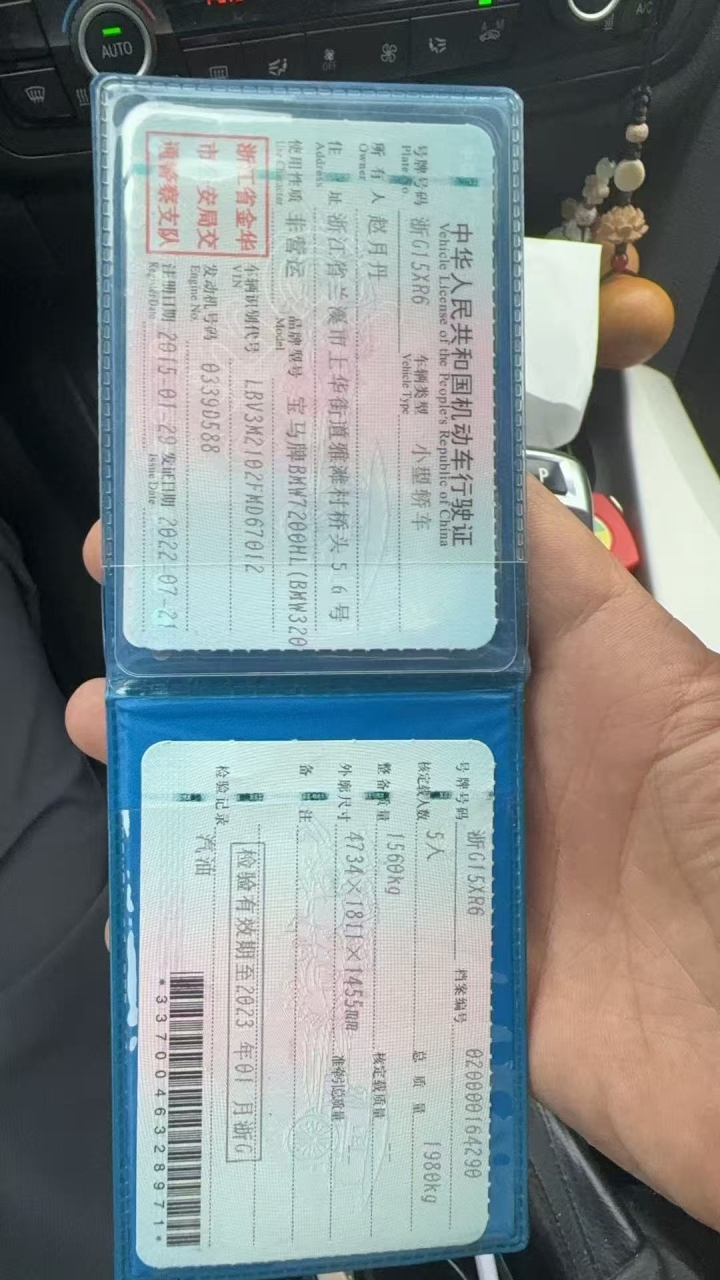 AUTO
A/C
P
中华人民共和国机动车行驶证
Vehicle License of the People's Republic of China
号牌号码 浙G15XR6 车辆类型 小型轿车
Plate No. Vehicle Type
所有人 赵月丹
Owner
住址 浙江省兰溪市上华街道雅滩村桥头56号
Address
使用性质 非营运 品牌型号 宝马牌BMW7200HL(BMW320
Use Character Model
浙江省金华
市公安局交
通警察支队
车辆识别代号 LBV3M2102FMD67012
VIN
发动机号码 0339D588
Engine No.
注册日期 2015-01-29 发证日期 2022-07-21
Register Date Issue Date
号牌号码 浙G15XR6 档案编号 020000164290
核定载人数 5人 总质量 1980kg
整备质量 1560kg 核定载质量 --
外廓尺寸 4734×1811×1455mm 准牵引总质量 --
备注
检验有效期至2023年01月浙G
检验记录 汽油
*3370046328971*